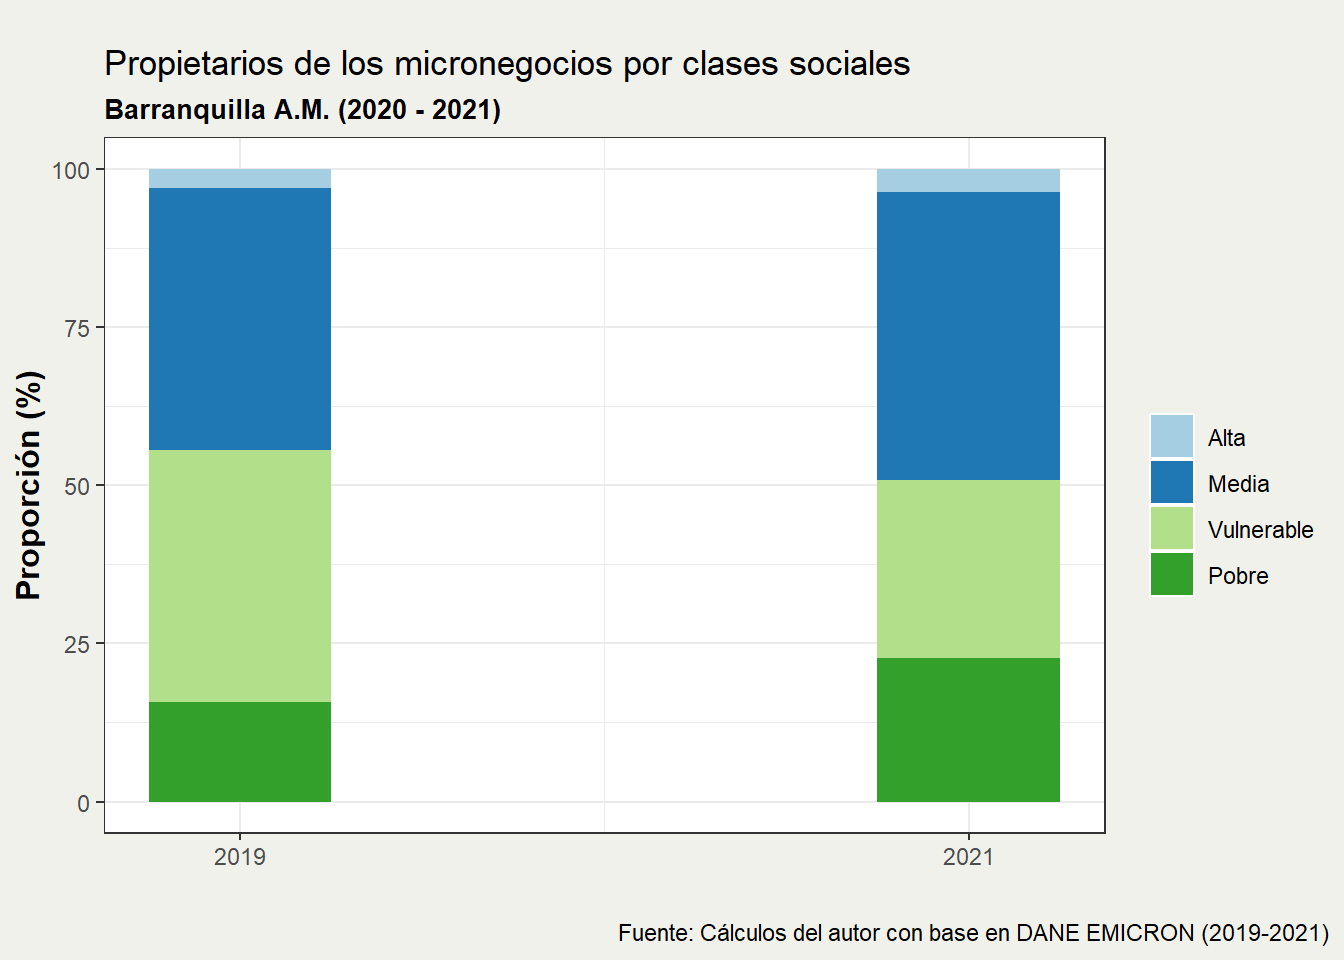 Propietarios de los micronegocios por clases sociales
Barranquilla A.M. (2020 - 2021)
Proporción (%)
100
75
50
25
0
2019
2021
Alta
Media
Vulnerable
Pobre
Fuente: Cálculos del autor con base en DANE EMICRON (2019-2021)